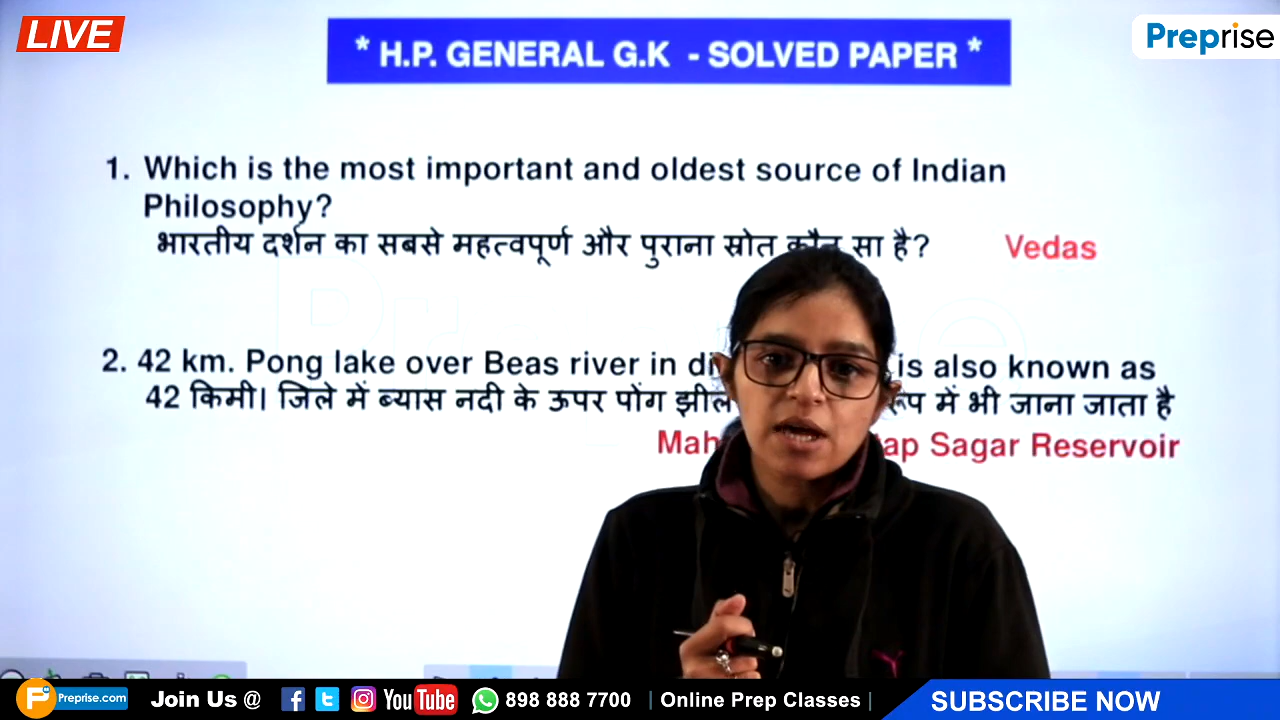 LIVE
* H.P. GENERAL G.K - SOLVED PAPER *
Preprise
1. Which is the most important and oldest source of Indian
Philosophy?
भारतीय दर्शन का सबसे महत्वपूर्ण और पुराना स्रोत कौन सा है? Vedas
2. 42 km. Pong lake over Beas river in is also known as
42 किमी। जिले में ब्यास नदी के ऊपर पोंग झील में भी जाना जाता है
Sagar Reservoir
Preprise.com Join Us @ YouTube 898 888 7700 | Online Prep Classes | SUBSCRIBE NOW